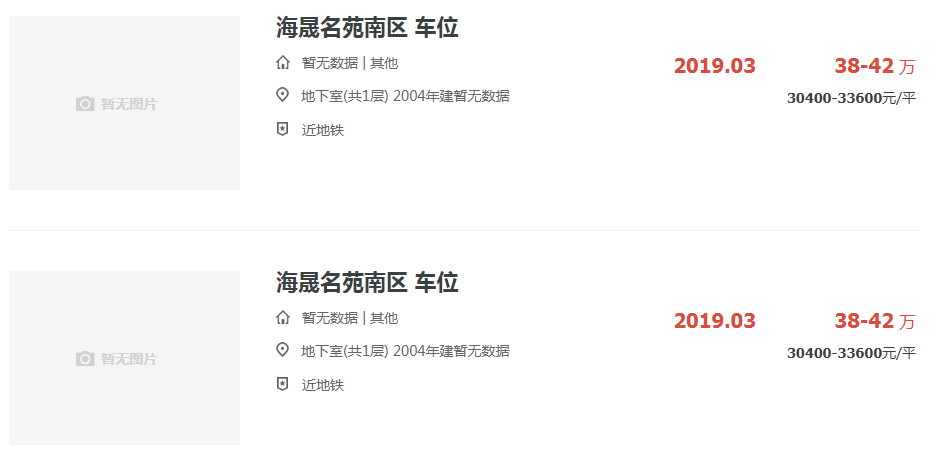 海晟名苑南区 车位
暂无数据 | 其他
2019.03
38-42 万
地下室(共1层) 2004年建暂无数据
30400-33600元/平
暂无图片
近地铁
海晟名苑南区 车位
暂无数据 | 其他
2019.03
38-42 万
地下室(共1层) 2004年建暂无数据
30400-33600元/平
暂无图片
近地铁